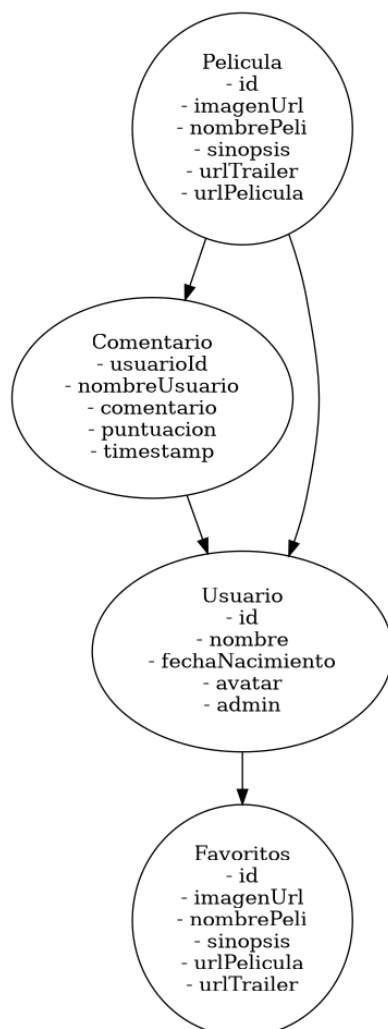 Pelicula
- id
- imagenUrl
- nombrePeli
- sinopsis
- urlTrailer
- urlPelicula
Comentario
- usuarioId
- nombreUsuario
- comentario
- puntuacion
- timestamp
Usuario
- id
- nombre
- fechaNacimiento
- avatar
- admin
Favoritos
- id
- imagenUrl
- nombrePeli
- sinopsis
- urlPelicula
- urlTrailer